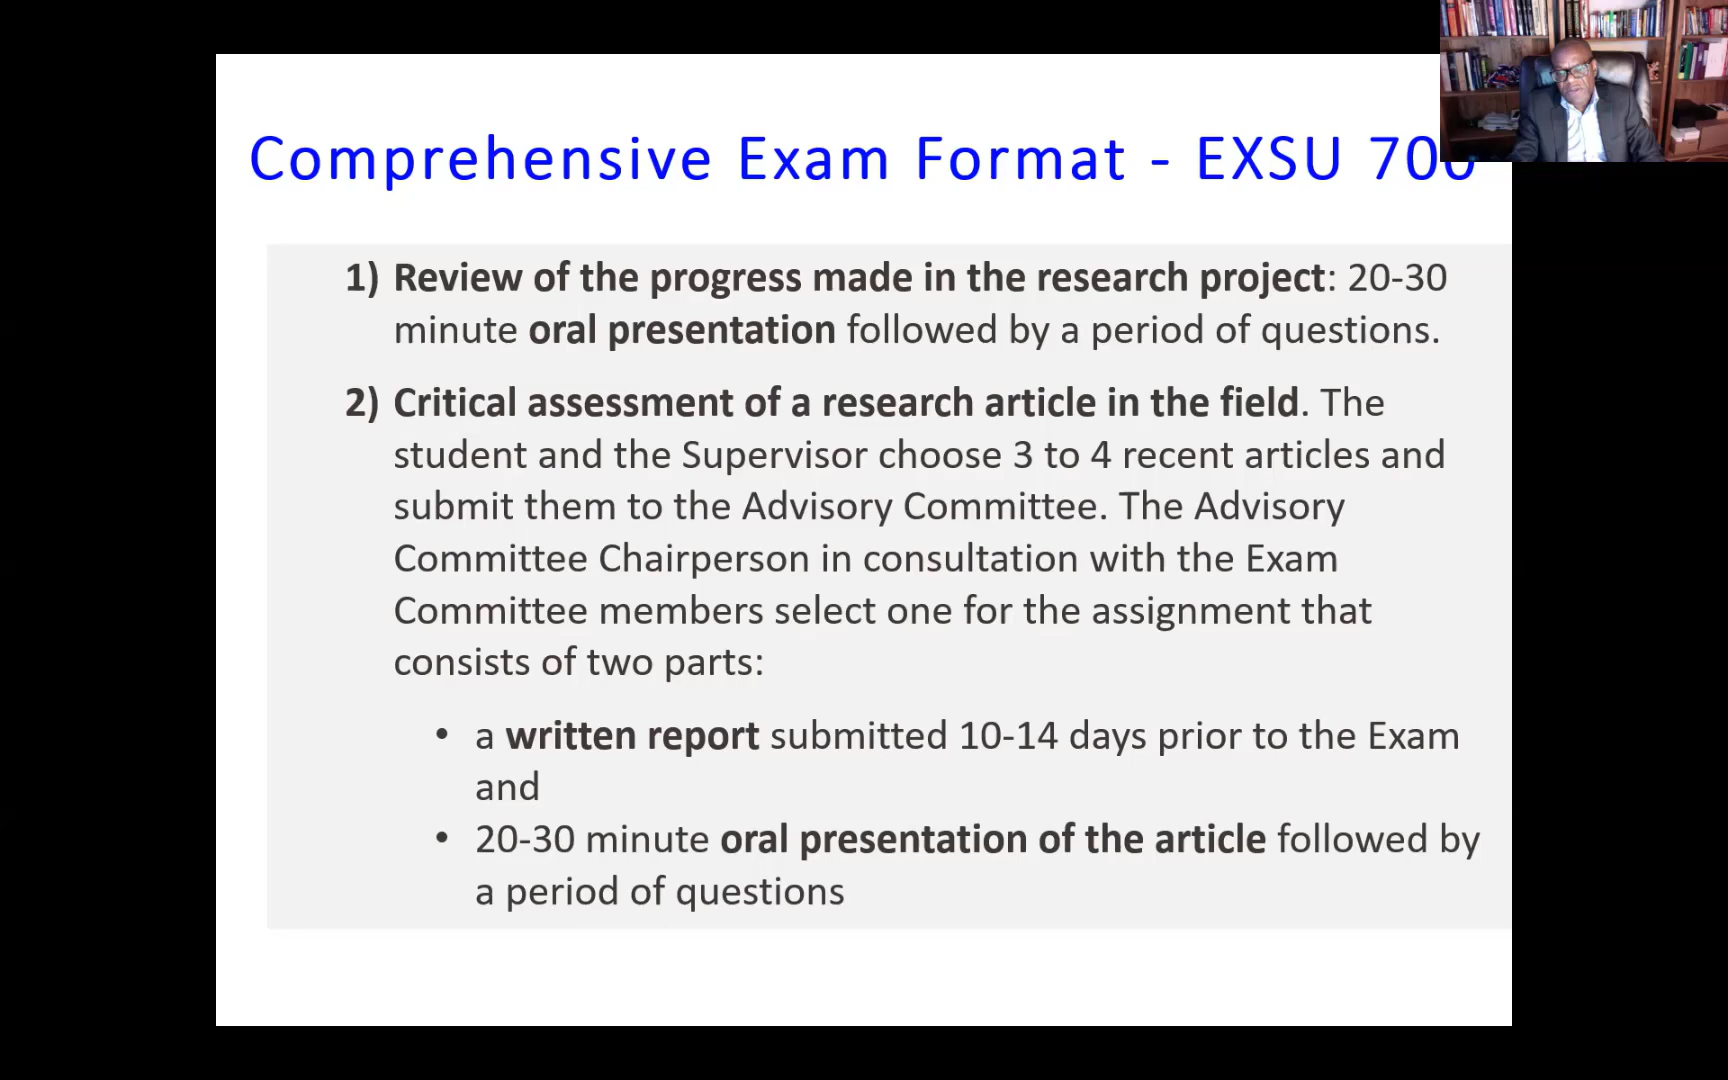 Comprehensive Exam Format - EXSU 700
1) Review of the progress made in the research project: 20-30
minute oral presentation followed by a period of questions.
2) Critical assessment of a research article in the field. The
student and the Supervisor choose 3 to 4 recent articles and
submit them to the Advisory Committee. The Advisory
Committee Chairperson in consultation with the Exam
Committee members select one for the assignment that
consists of two parts:
• a written report submitted 10-14 days prior to the Exam
and
• 20-30 minute oral presentation of the article followed by
a period of questions